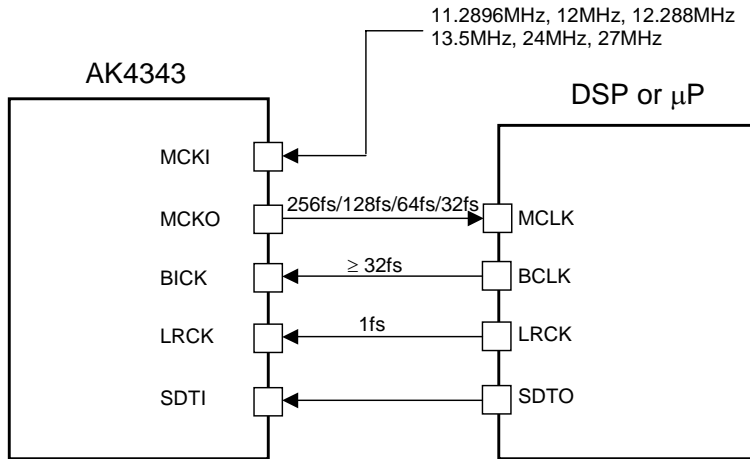 11.2896MHz, 12MHz, 12.288MHz
13.5MHz, 24MHz, 27MHz
AK4343
DSP or μP
MCKI
MCKO
256fs/128fs/64fs/32fs
MCLK
BICK
≥ 32fs
BCLK
LRCK
1fs
LRCK
SDTI
SDTO